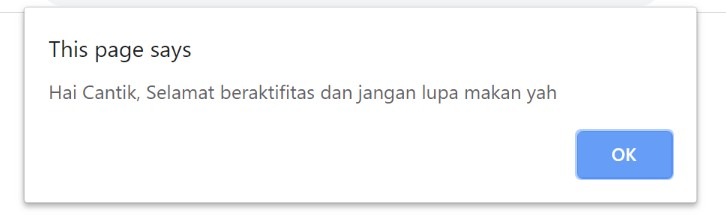 This page says
Hai Cantik, Selamat beraktifitas dan jangan lupa makan yah
OK